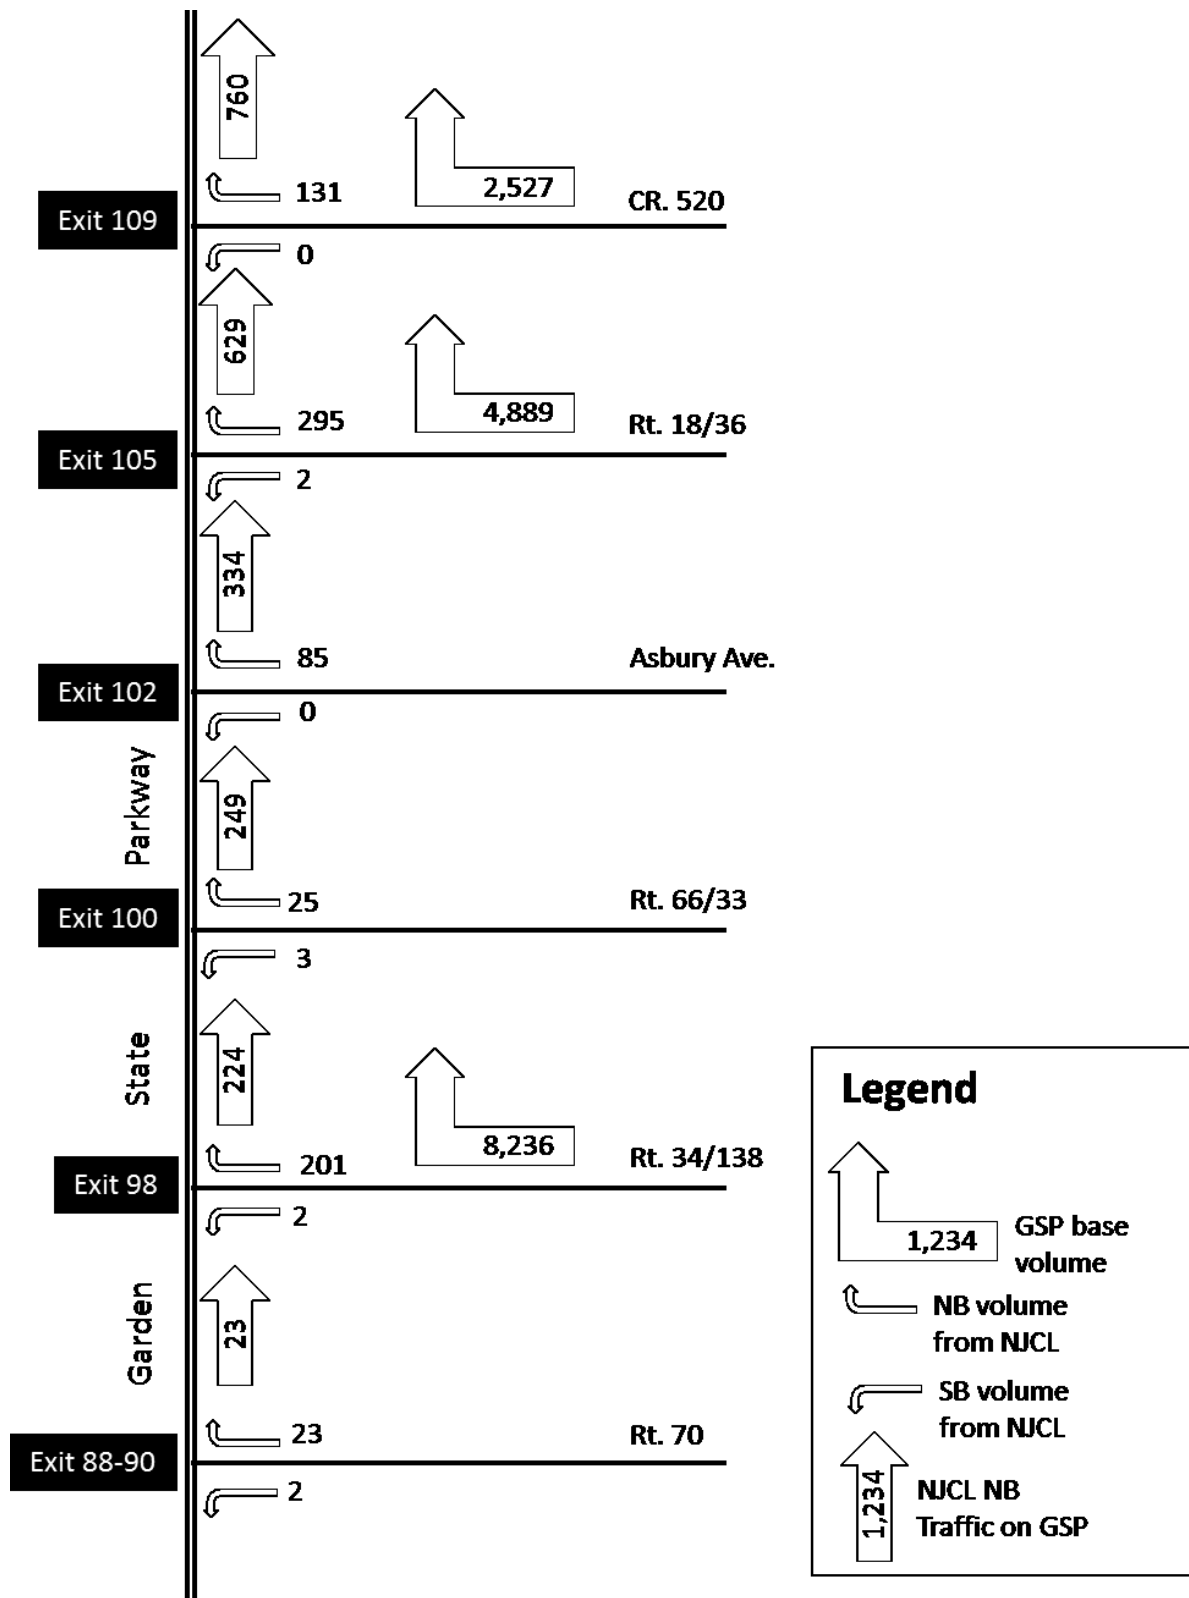 760
131
2,527
CR. 520
Exit 109
0
629
295
4,889
Rt. 18/36
Exit 105
2
334
85
Asbury Ave.
Exit 102
0
249
Parkway
25
Rt. 66/33
Exit 100
3
224
State
201
8,236
Rt. 34/138
Exit 98
2
23
Garden
23
Rt. 70
Exit 88-90
2
Legend
1,234
GSP base
volume
NB volume
from NJCL
SB volume
from NJCL
1,234
NJCL NB
Traffic on GSP